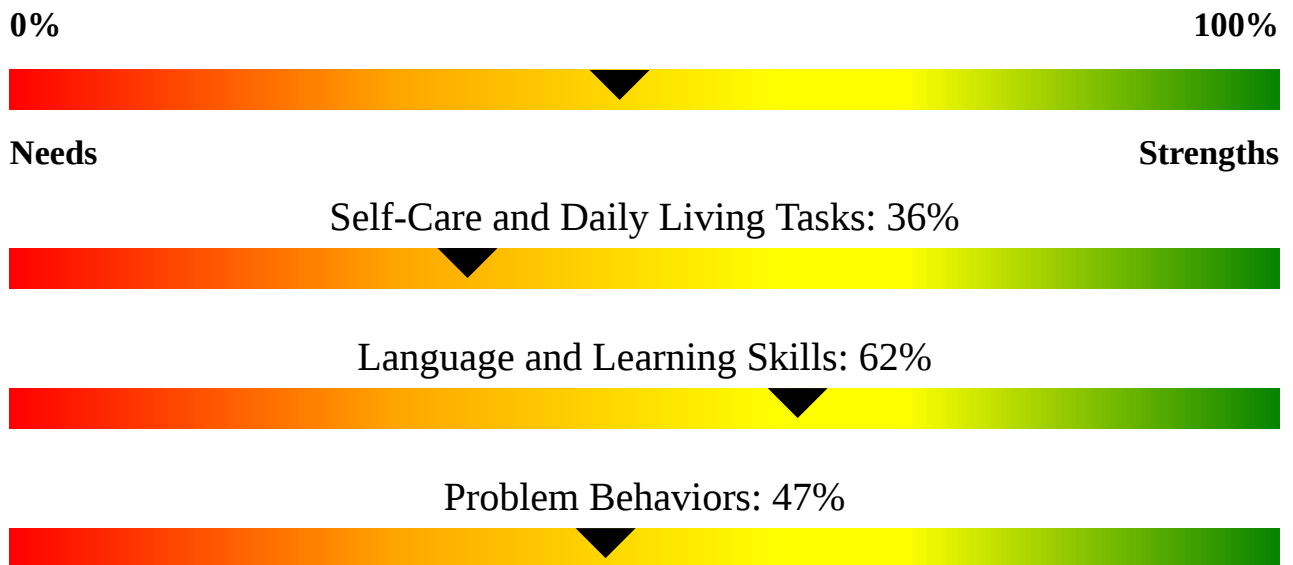 0% 100%
Needs Strengths
Self-Care and Daily Living Tasks: 36%
Language and Learning Skills: 62%
Problem Behaviors: 47%